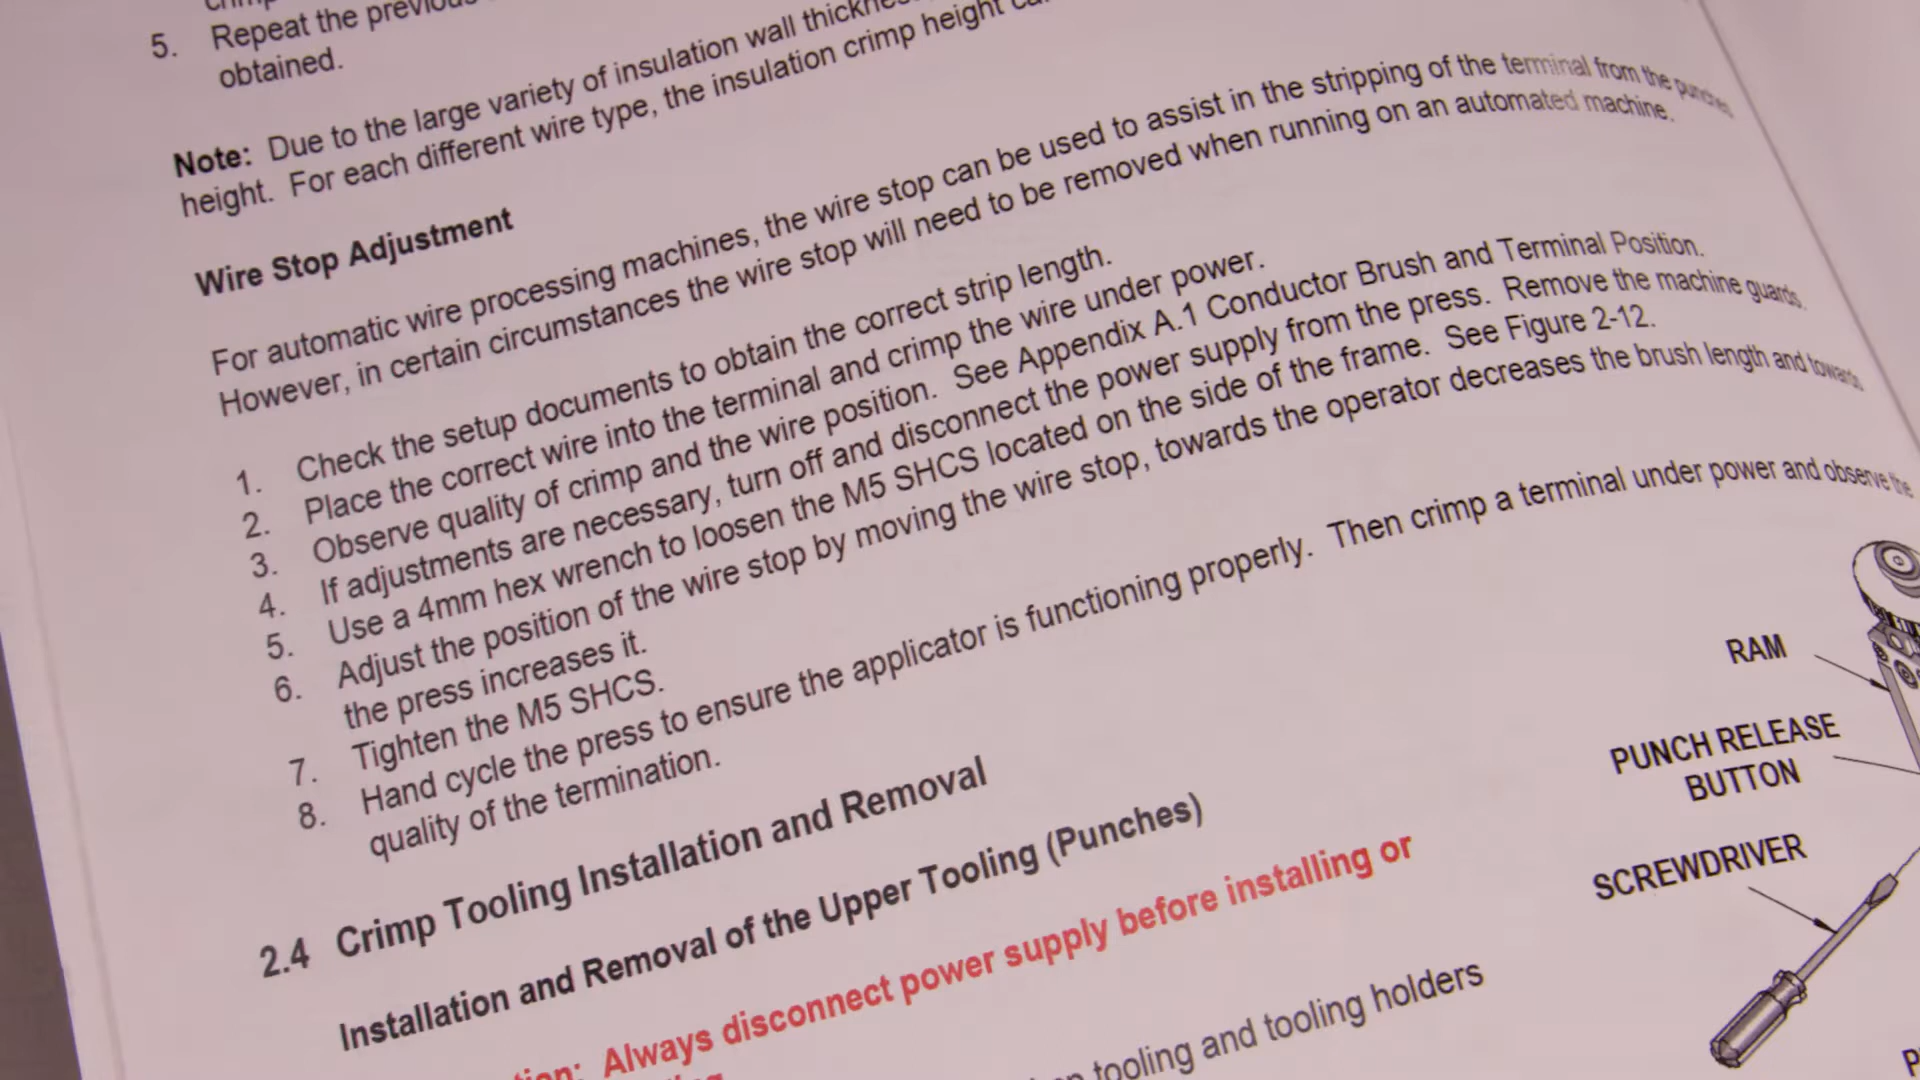 5. Repeat the previous
obtained.
Note: Due to the large variety of insulation wall
height. For each different wire type, the insulation crimp height
Wire Stop Adjustment
For automatic wire processing machines, the wire stop can be used to assist in the stripping of the terminal from the punches
However, in certain circumstances the wire stop will need to be removed when running on an automated machine.
1. Check the setup documents to obtain the correct strip length.
2. Place the correct wire into the terminal and crimp the wire under power.
3. Observe quality of crimp and the wire position. See Appendix A.1 Conductor Brush and Terminal Position.
4. If adjustments are necessary, turn off and disconnect the power supply from the press. Remove the machine guards.
5. Use a 4mm hex wrench to loosen the M5 SHCS located on the side of the frame. See Figure 2-12.
6. Adjust the position of the wire stop by moving the wire stop, towards the operator decreases the brush length and towards
the press increases it.
7. Tighten the M5 SHCS.
8. Hand cycle the press to ensure the applicator is functioning properly. Then crimp a terminal under power and observe the
quality of the termination.
2.4 Crimp Tooling Installation and Removal
Installation and Removal of the Upper Tooling (Punches)
Always disconnect power supply before installing or
tooling and tooling holders
RAM
PUNCH RELEASE
BUTTON
SCREWDRIVER